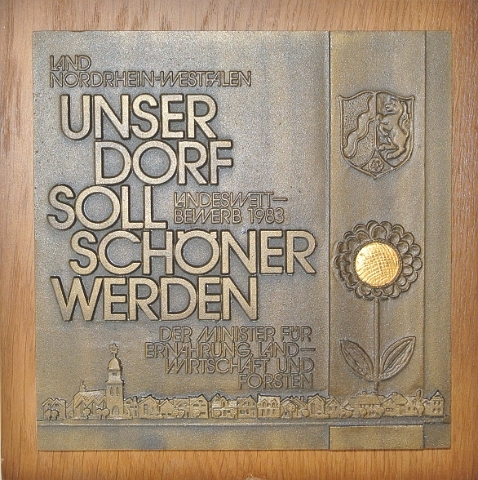 LAND
NORDRHEIN-WESTFALEN
UNSER
DORF
SOLL
LANDESWETT-
BEWERB 1983
SCHÖNER
WERDEN
DER MINISTER FÜR
ERNÄHRUNG, LAND-
WIRTSCHAFT UND
FORSTEN